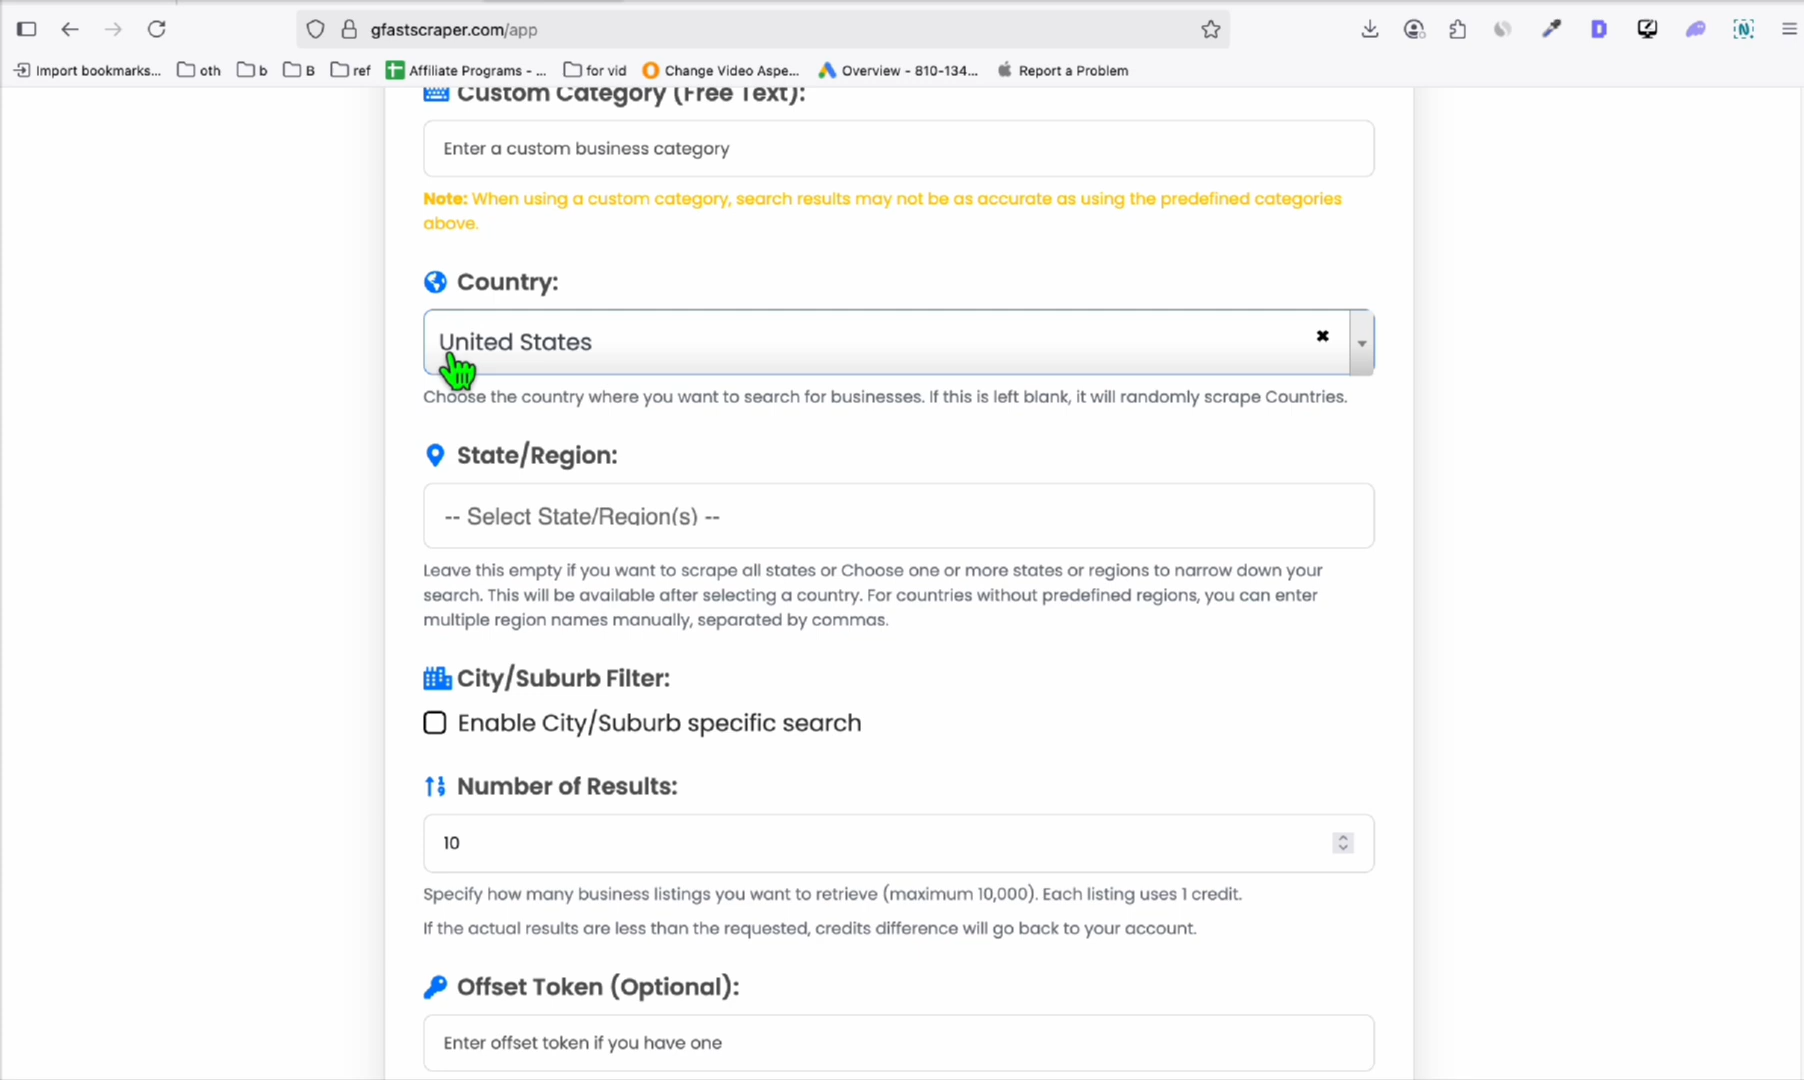 gfastscraper.com/app
Import bookmarks... oth b B ref Affiliate Programs - ... for vid Change Video Aspe... Overview - 810-134... Report a Problem
Custom Category (Free Text):
Enter a custom business category
Note: When using a custom category, search results may not be as accurate as using the predefined categories
above.
Country:
United States
Choose the country where you want to search for businesses. If this is left blank, it will randomly scrape Countries.
State/Region:
-- Select State/Region(s) --
Leave this empty if you want to scrape all states or Choose one or more states or regions to narrow down your
search. This will be available after selecting a country. For countries without predefined regions, you can enter
multiple region names manually, separated by commas.
City/Suburb Filter:
Enable City/Suburb specific search
Number of Results:
10
Specify how many business listings you want to retrieve (maximum 10,000). Each listing uses 1 credit.
If the actual results are less than the requested, credits difference will go back to your account.
Offset Token (Optional):
Enter offset token if you have one